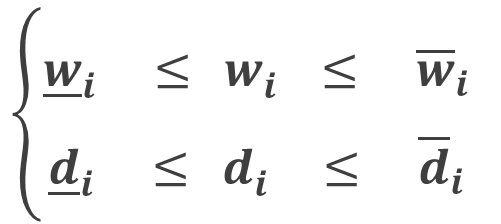 w̲ᵢ ≤ wᵢ ≤ w̅ᵢ
d̲ᵢ ≤ dᵢ ≤ d̅ᵢ